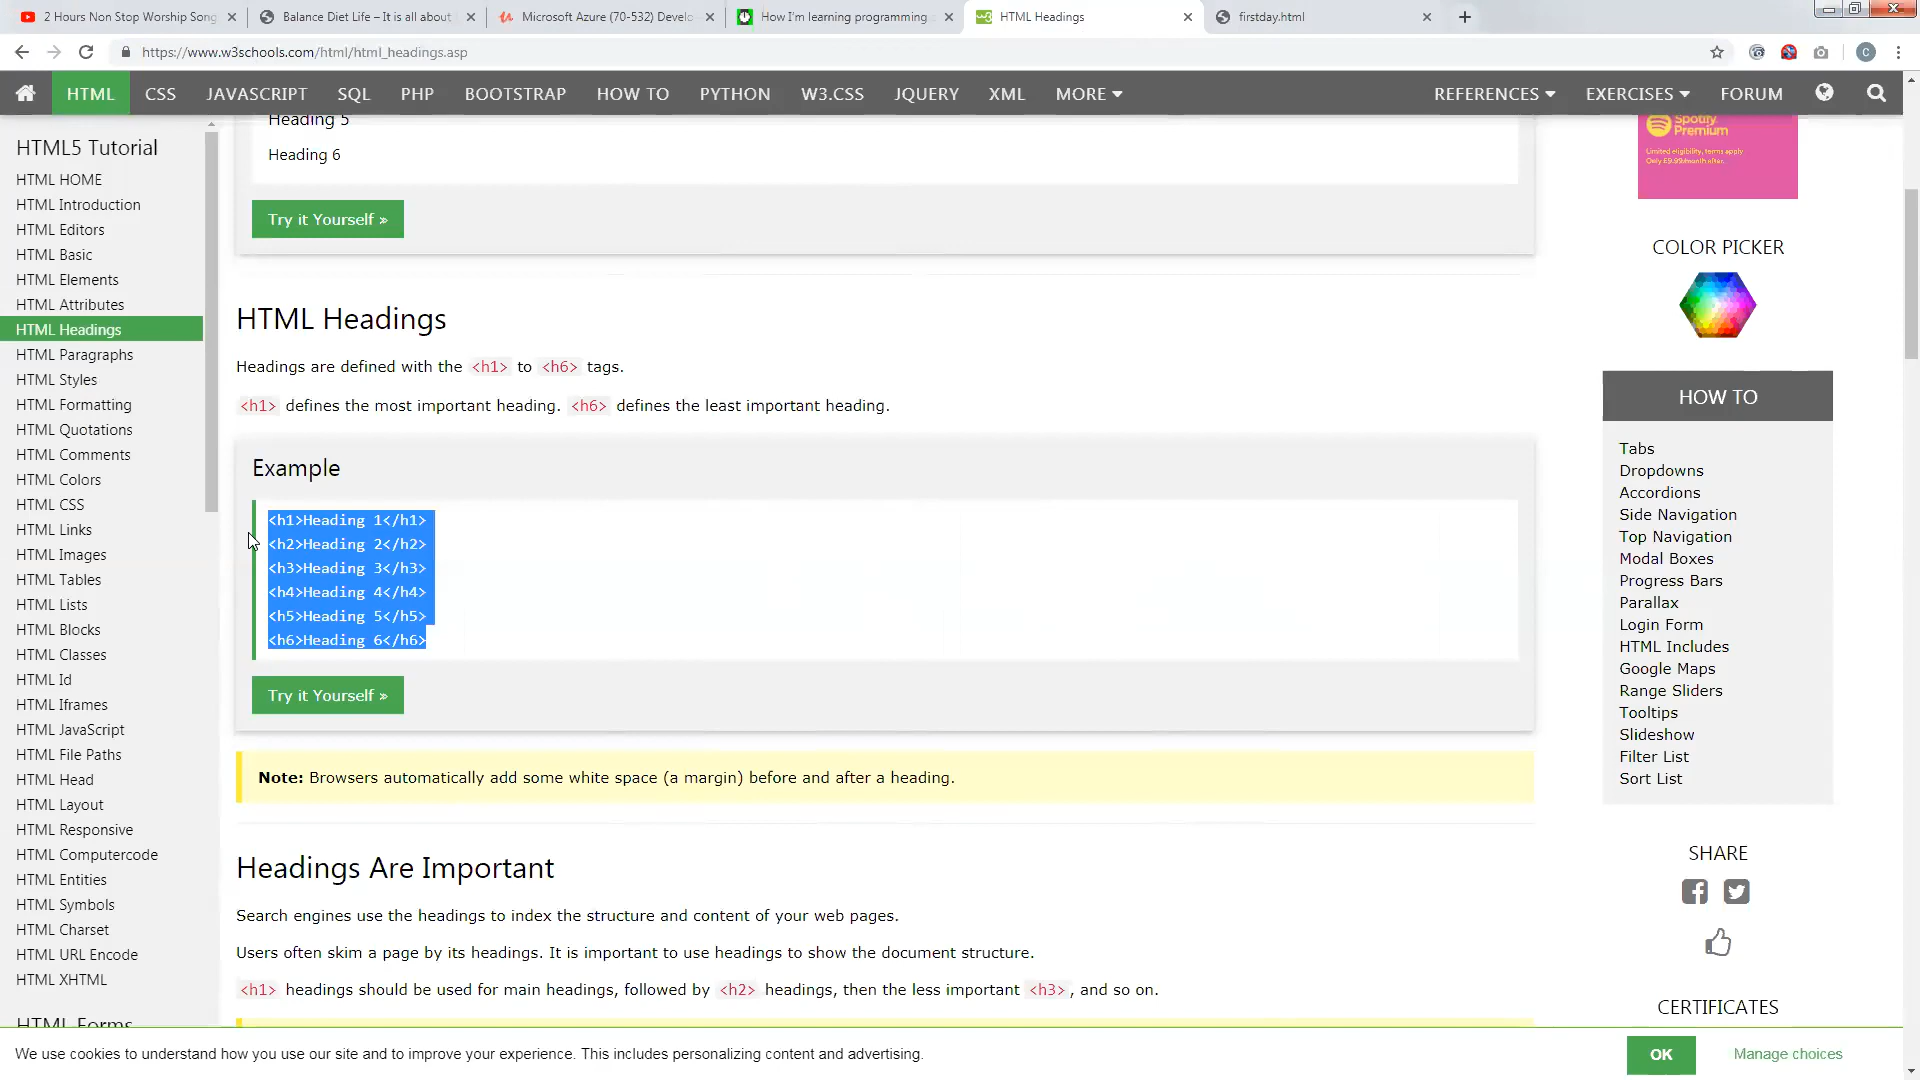 2 Hours Non Stop Worship Song
Balance Diet Life – It is all about
Microsoft Azure (70-532) Develo
How I'm learning programming
HTML Headings
firstday.html
https://www.w3schools.com/html/html_headings.asp
C
HTML CSS JAVASCRIPT SQL PHP BOOTSTRAP HOW TO PYTHON W3.CSS JQUERY XML MORE REFERENCES EXERCISES FORUM
HTML5 Tutorial
HTML HOME
HTML Introduction
HTML Editors
HTML Basic
HTML Elements
HTML Attributes
HTML Headings
HTML Paragraphs
HTML Styles
HTML Formatting
HTML Quotations
HTML Comments
HTML Colors
HTML CSS
HTML Links
HTML Images
HTML Tables
HTML Lists
HTML Blocks
HTML Classes
HTML Id
HTML Iframes
HTML JavaScript
HTML File Paths
HTML Head
HTML Layout
HTML Responsive
HTML Computercode
HTML Entities
HTML Symbols
HTML Charset
HTML URL Encode
HTML XHTML
HTML Forms
Heading 5
Heading 6
Try it Yourself »
HTML Headings
Headings are defined with the <h1> to <h6> tags.
<h1> defines the most important heading. <h6> defines the least important heading.
Example
<h1>Heading 1</h1>
<h2>Heading 2</h2>
<h3>Heading 3</h3>
<h4>Heading 4</h4>
<h5>Heading 5</h5>
<h6>Heading 6</h6>
Try it Yourself »
Note: Browsers automatically add some white space (a margin) before and after a heading.
Headings Are Important
Search engines use the headings to index the structure and content of your web pages.
Users often skim a page by its headings. It is important to use headings to show the document structure.
<h1> headings should be used for main headings, followed by <h2> headings, then the less important <h3>, and so on.
Spotify
Premium
Limited eligibility, terms apply
Only £9.99/month after.
COLOR PICKER
HOW TO
Tabs
Dropdowns
Accordions
Side Navigation
Top Navigation
Modal Boxes
Progress Bars
Parallax
Login Form
HTML Includes
Google Maps
Range Sliders
Tooltips
Slideshow
Filter List
Sort List
SHARE
CERTIFICATES
We use cookies to understand how you use our site and to improve your experience. This includes personalizing content and advertising.
OK
Manage choices